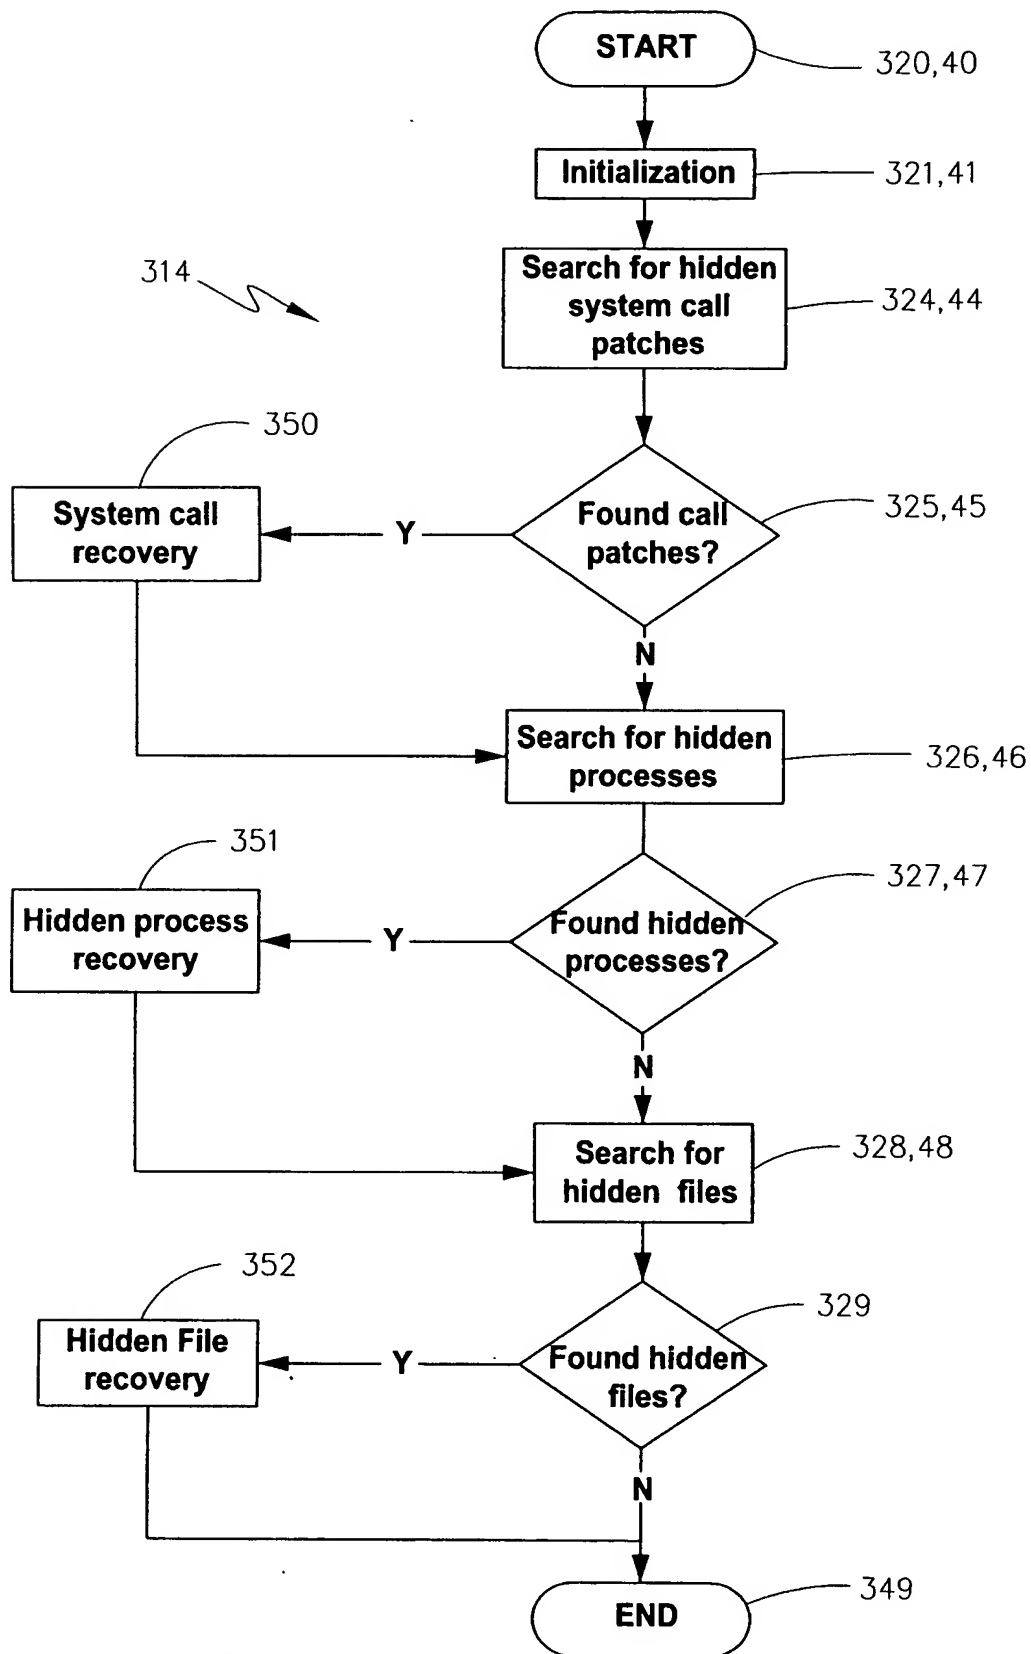 START
320,40
Initialization
321,41
314
Search for hidden
system call
patches
324,44
350
System call
recovery
Y
Found call
patches?
325,45
N
Search for hidden
processes
326,46
351
Hidden process
recovery
Y
Found hidden
processes?
327,47
N
Search for
hidden files
328,48
352
Hidden File
recovery
Y
Found hidden
files?
329
N
END
349